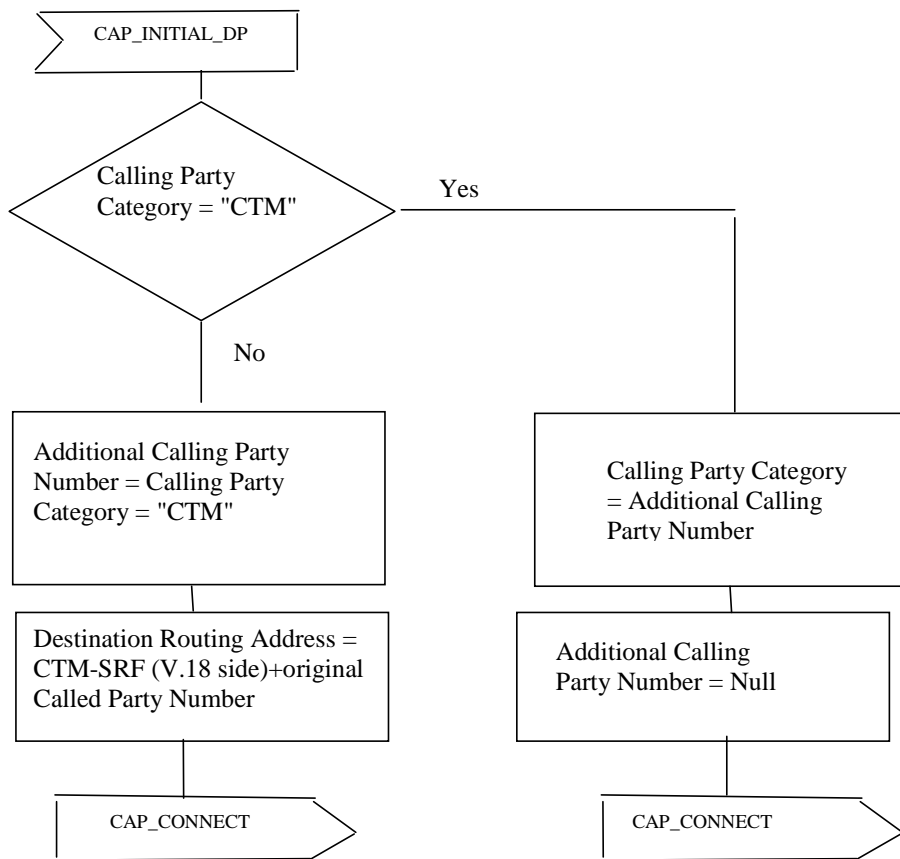 CAP_INITIAL_DP
Calling Party
Category = "CTM"
Yes
No
Additional Calling Party
Number = Calling Party
Category = "CTM"
Calling Party Category
= Additional Calling
Party Number
Destination Routing Address =
CTM-SRF (V.18 side)+original
Called Party Number
Additional Calling
Party Number = Null
CAP_CONNECT
CAP_CONNECT